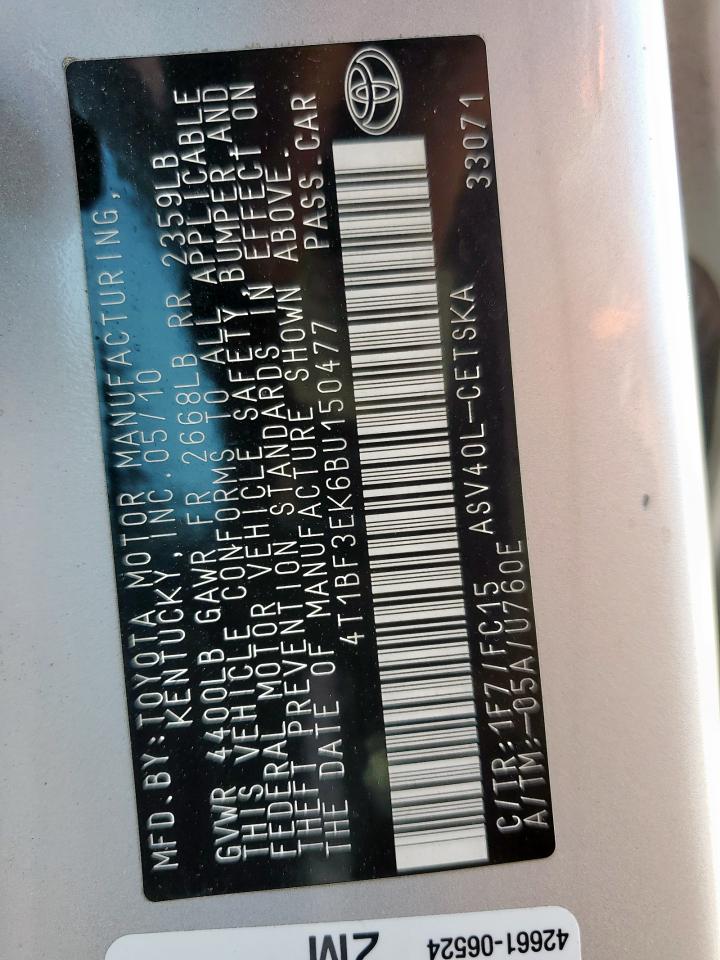 MFD.BY:TOYOTA MOTOR MANUFACTURING,
KENTUCKY,INC.05/10
GVWR 4400LB GAWR FR 2668LB RR 2359LB
THIS VEHICLE CONFORMS TO ALL APPLICABLE
FEDERAL MOTOR VEHICLE SAFETY,BUMPER,AND
THEFT PREVENTION STANDARDS IN EFFECT ON
THE DATE OF MANUFACTURE SHOWN ABOVE.
4T1BF3EK6BU150477 PASS.CAR
C/TR:1F7/FC15 ASV40L-CETSKA 33071
A/TM:-05A/U760E
42661-06524
2M